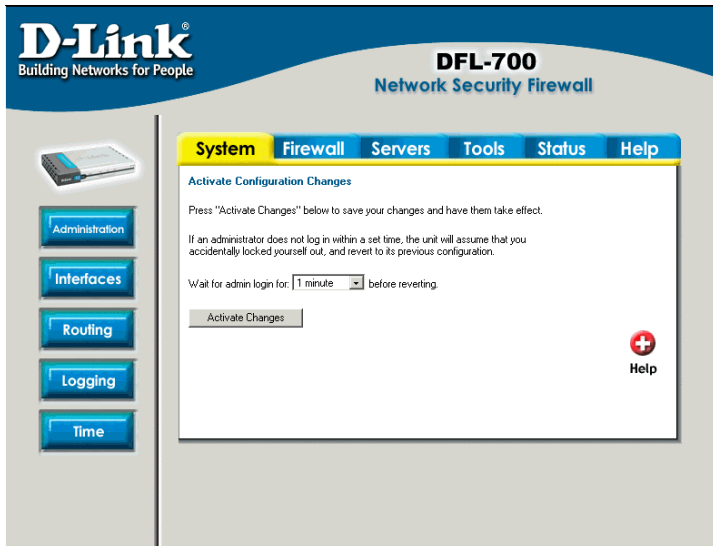 D-Link®
Building Networks for People
DFL-700
Network Security Firewall
System Firewall Servers Tools Status Help
Administration
Interfaces
Routing
Logging
Time
Activate Configuration Changes
Press "Activate Changes" below to save your changes and have them take effect.
If an administrator does not log in within a set time, the unit will assume that you
accidentally locked yourself out, and revert to its previous configuration.
Wait for admin login for: 1 minute before reverting.
Activate Changes
Help